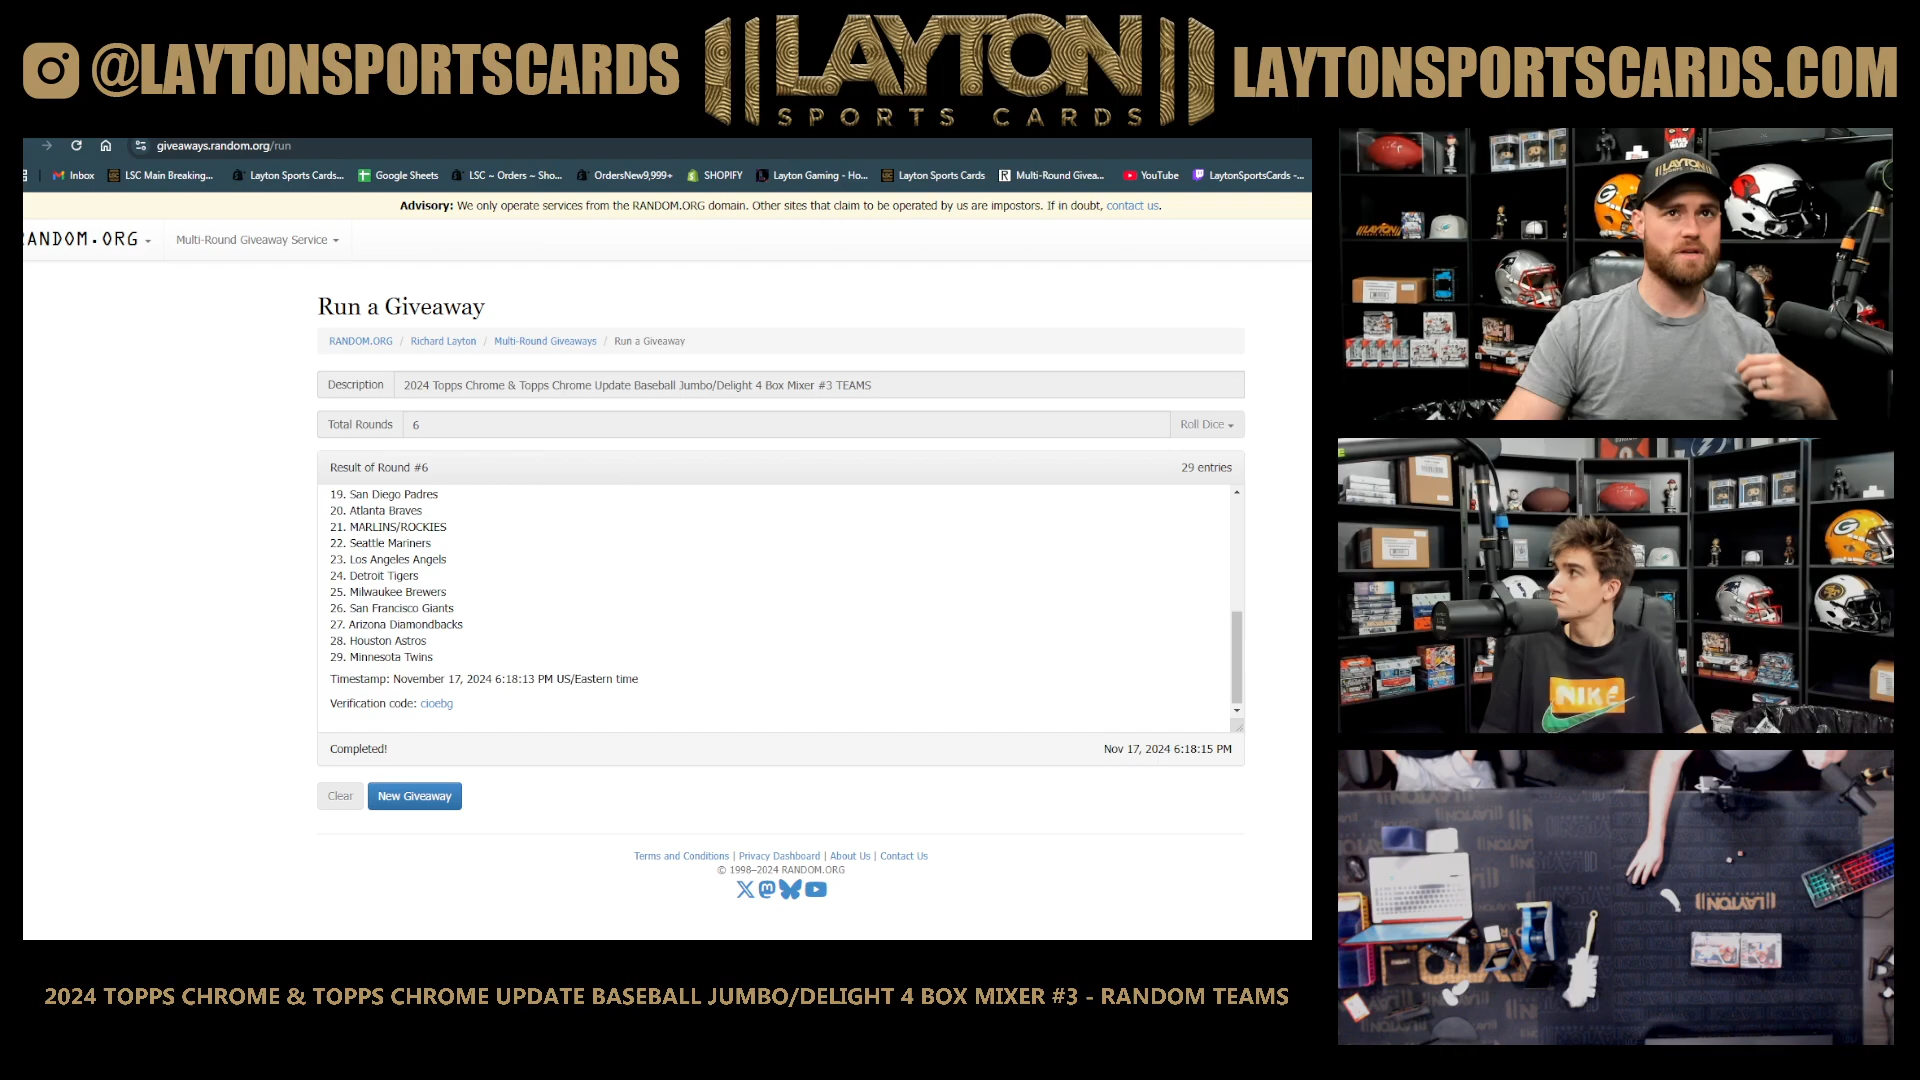 @LAYTONSPORTSCARDS
LAYTON
SPORTS CARDS
LAYTONSPORTSCARDS.COM
giveaways.random.org/run
Inbox
LSC Main Breaking...
Layton Sports Cards...
Google Sheets
LSC ~ Orders ~ Sho...
OrdersNew9,999+
SHOPIFY
Layton Gaming - Ho...
Layton Sports Cards
Multi-Round Givea...
YouTube
LaytonSportsCards -...
Advisory: We only operate services from the RANDOM.ORG domain. Other sites that claim to be operated by us are impostors. If in doubt, contact us.
RANDOM.ORG
Multi-Round Giveaway Service
Run a Giveaway
RANDOM.ORG / Richard Layton / Multi-Round Giveaways / Run a Giveaway
Description 2024 Topps Chrome & Topps Chrome Update Baseball Jumbo/Delight 4 Box Mixer #3 TEAMS
Total Rounds 6 Roll Dice
Result of Round #6 29 entries
19. San Diego Padres
20. Atlanta Braves
21. MARLINS/ROCKIES
22. Seattle Mariners
23. Los Angeles Angels
24. Detroit Tigers
25. Milwaukee Brewers
26. San Francisco Giants
27. Arizona Diamondbacks
28. Houston Astros
29. Minnesota Twins
Timestamp: November 17, 2024 6:18:13 PM US/Eastern time
Verification code: cioebg
Completed! Nov 17, 2024 6:18:15 PM
Clear New Giveaway
Terms and Conditions | Privacy Dashboard | About Us | Contact Us
© 1998–2024 RANDOM.ORG
2024 TOPPS CHROME & TOPPS CHROME UPDATE BASEBALL JUMBO/DELIGHT 4 BOX MIXER #3 - RANDOM TEAMS
LAYTON
LAYTON
NIKE
LAYTON